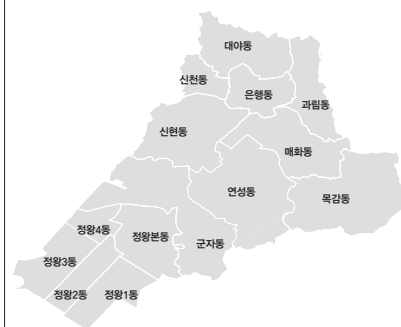 대야동
신천동
은행동
과림동
신현동
매화동
연성동
목감동
정왕4동
정왕본동
군자동
정왕3동
정왕2동
정왕1동